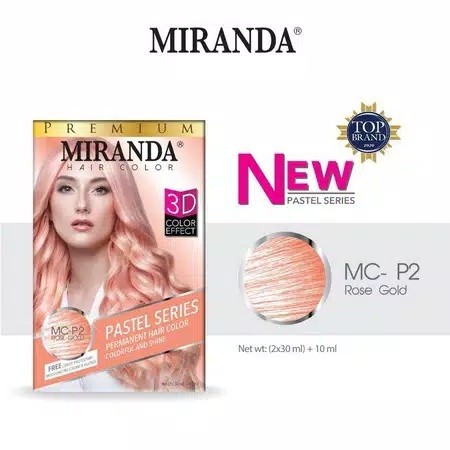 MIRANDA®
PREMIUM
MIRANDA®
HAIR COLOR
3D
COLOR
EFFECT
MC-P2
ROSE GOLD
PASTEL SERIES
PERMANENT HAIR COLOR
COLORFUL AND SHINE
FREE
TOP
BRAND
2020
NEW
PASTEL SERIES
MC- P2
Rose Gold
Net wt: (2x30 ml) + 10 ml